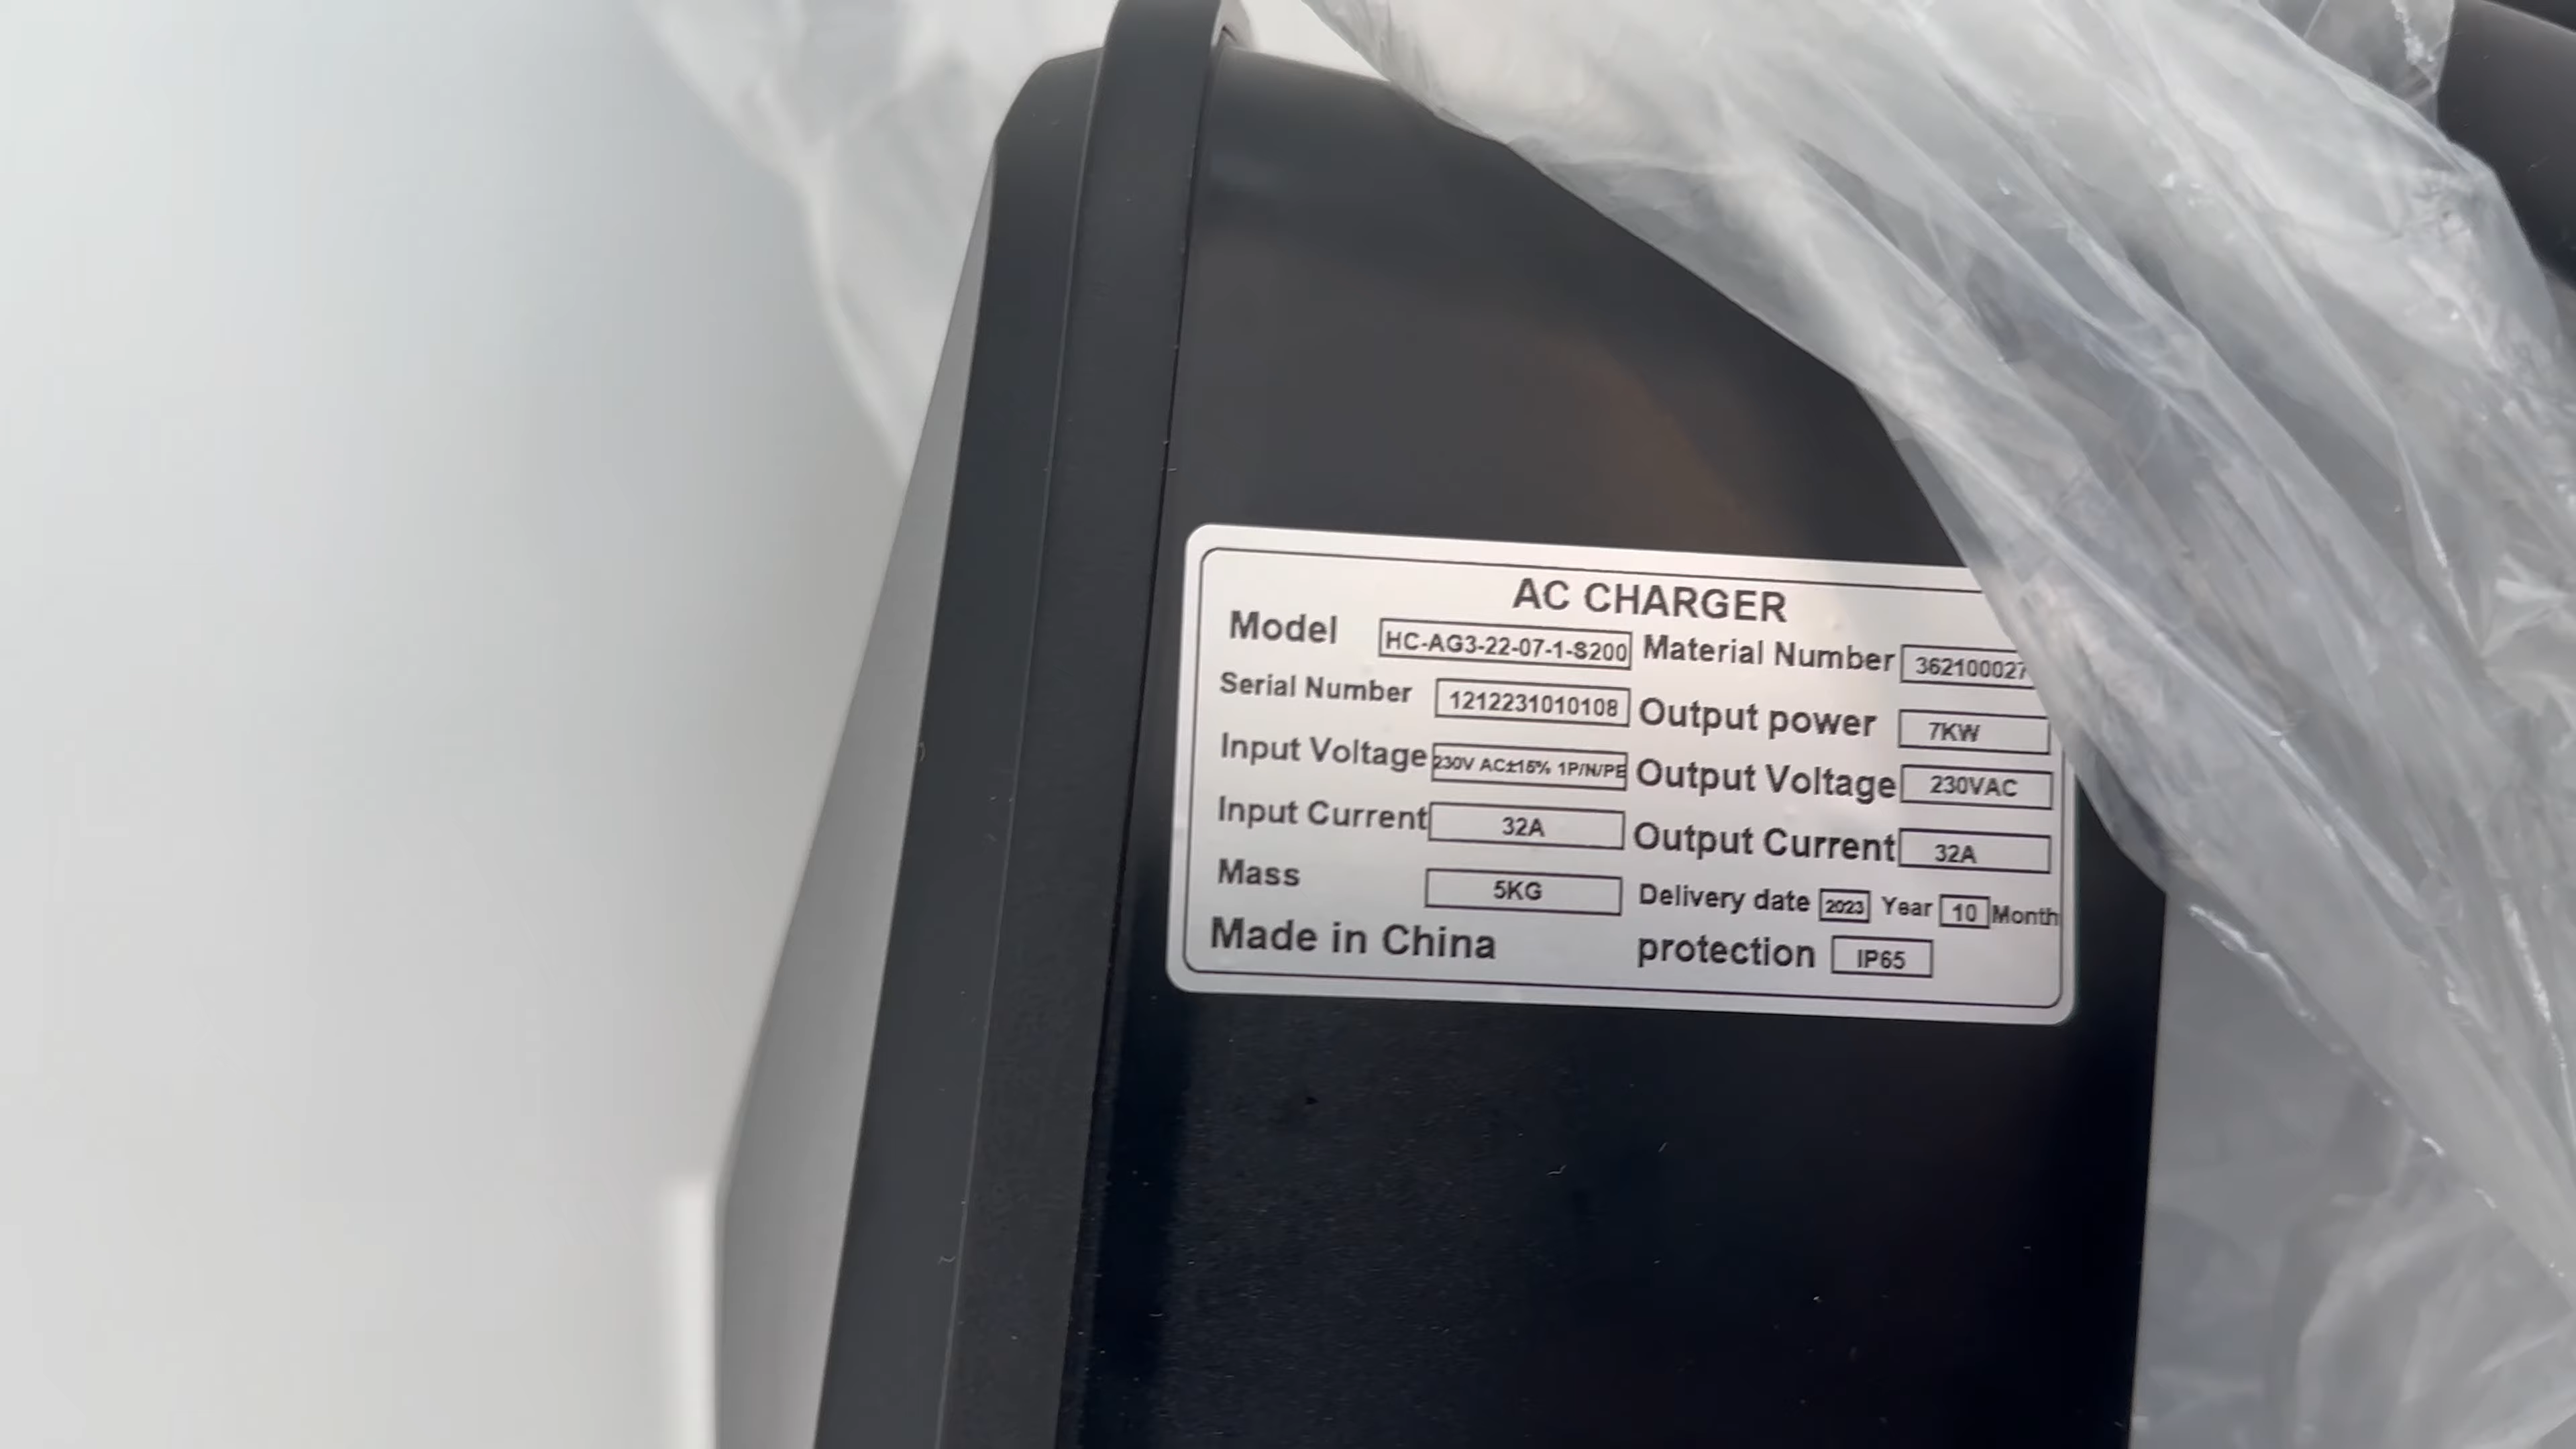 AC CHARGER
Model HC-AG3-22-07-1-S200 Material Number 362100027
Serial Number 1212231010108 Output power 7KW
Input Voltage 230V AC±15% 1P/N/PE Output Voltage 230VAC
Input Current 32A Output Current 32A
Mass 5KG Delivery date 2023 Year 10 Month
Made in China protection IP65